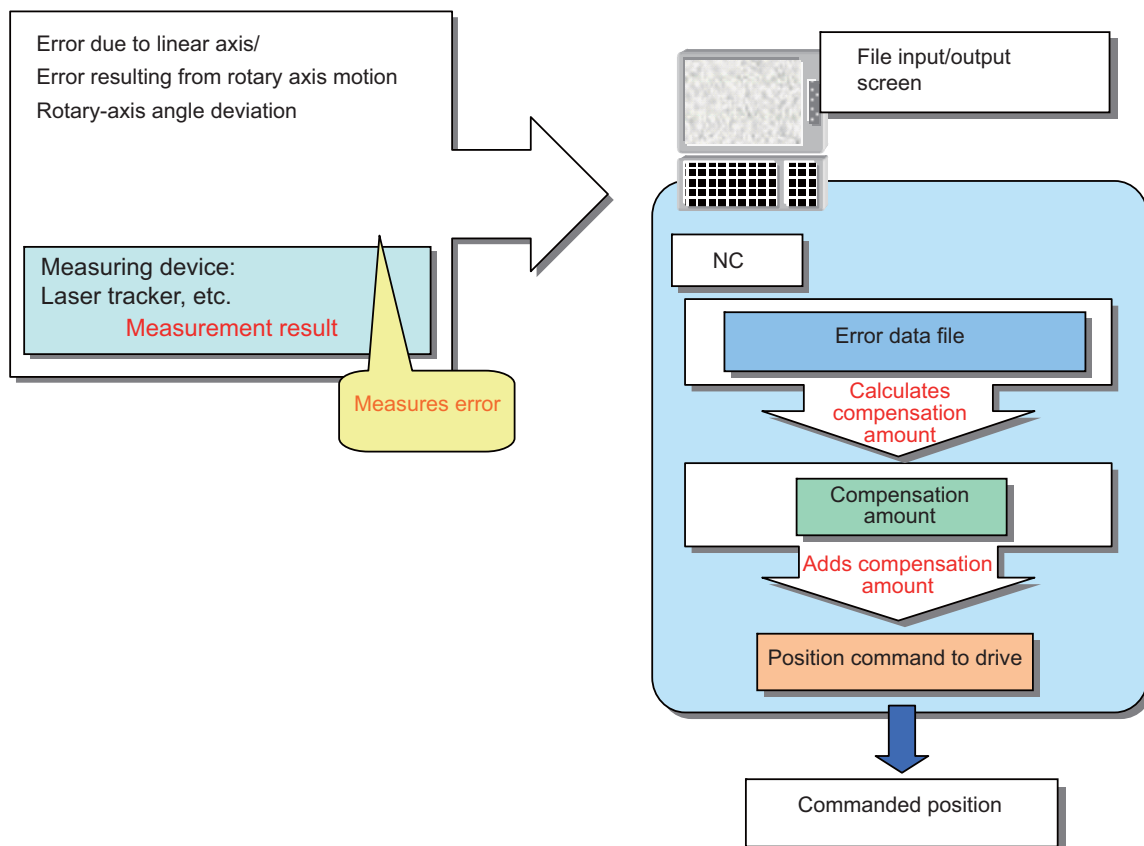 Error due to linear axis/
Error resulting from rotary axis motion
Rotary-axis angle deviation
Measuring device:
Laser tracker, etc.
Measurement result
Measures error
File input/output
screen
NC
Error data file
Calculates
compensation
amount
Compensation
amount
Adds compensation
amount
Position command to drive
Commanded position